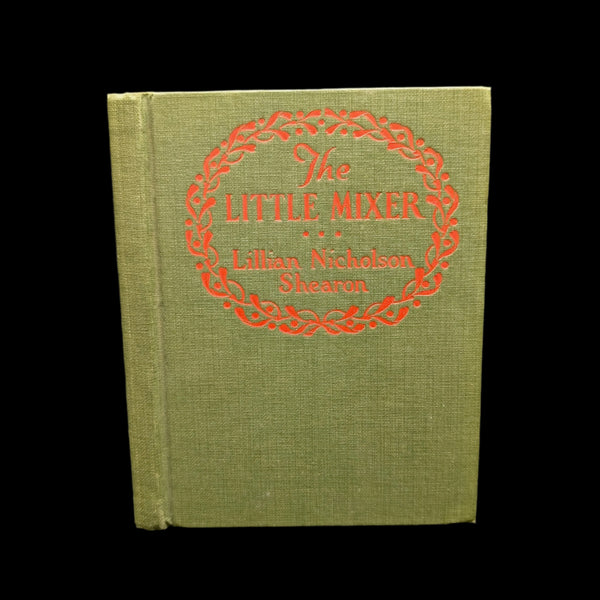 The
LITTLE MIXER
• • •
Lillian Nicholson
Shearon